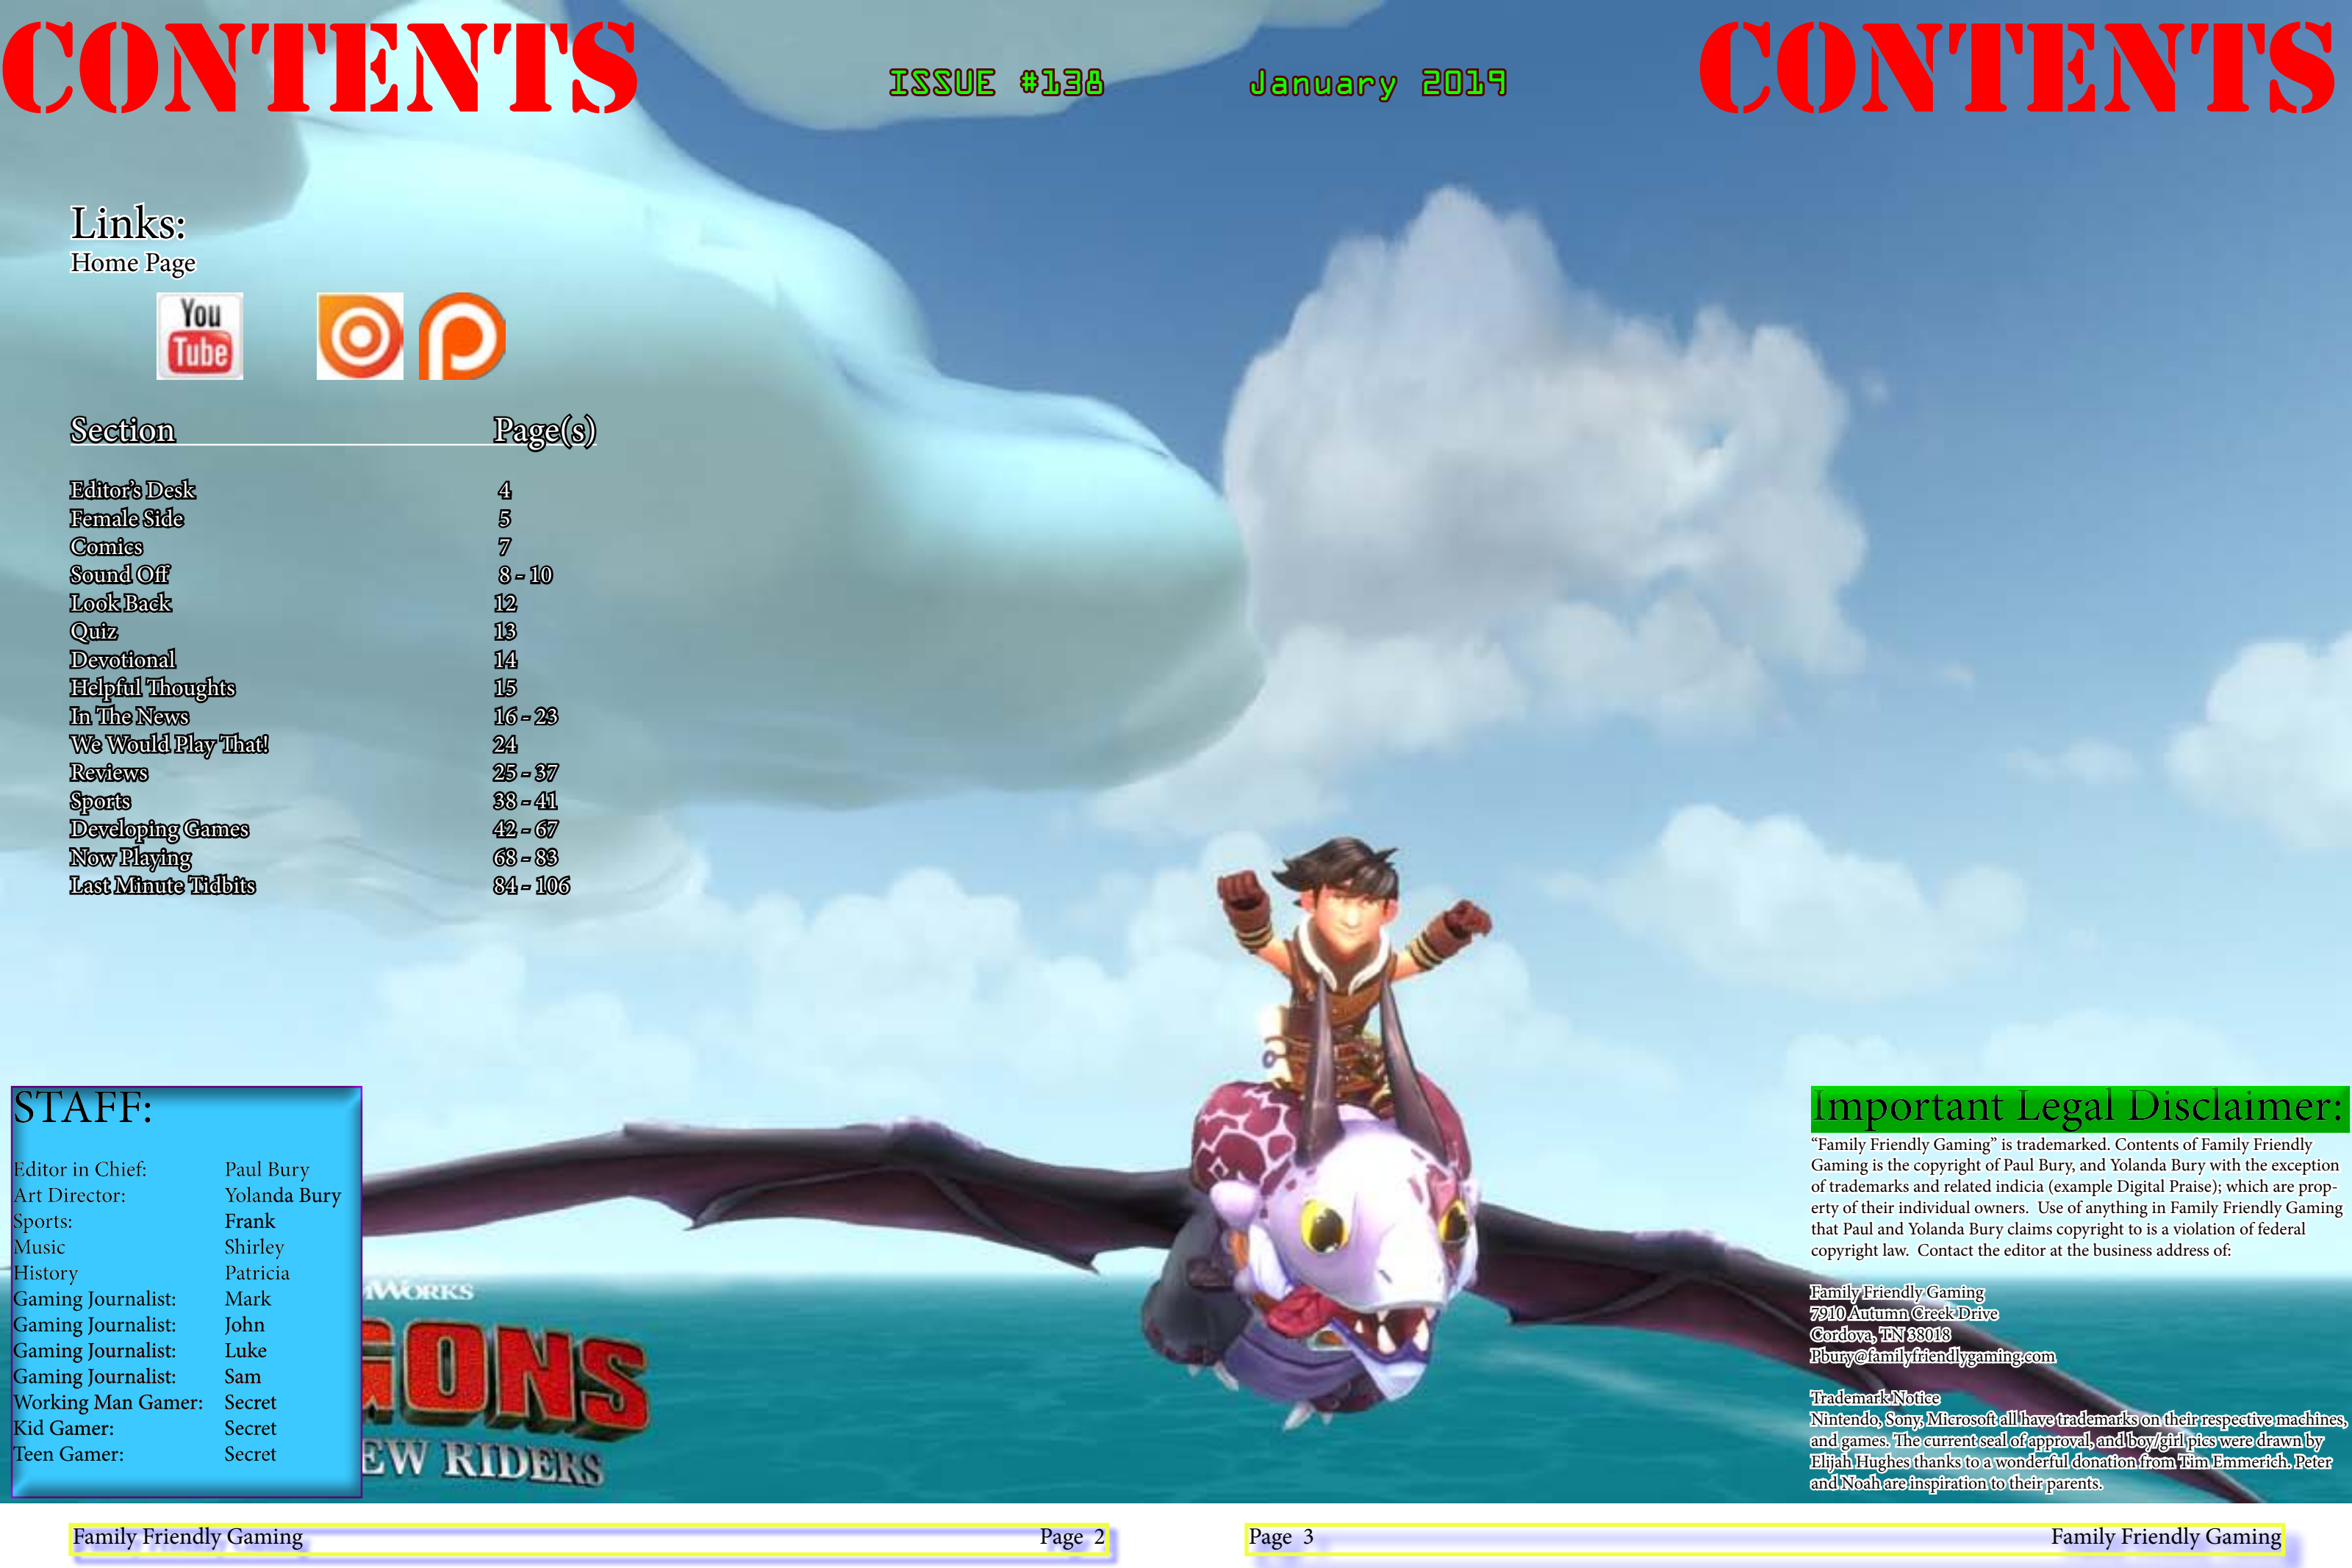 CONTENTS
ISSUE #138 January 2019
CONTENTS
Links:
Home Page
You
Tube
Section Page(s)
Editor's Desk 4
Female Side 5
Comics 7
Sound Off 8 - 10
Look Back 12
Quiz 13
Devotional 14
Helpful Thoughts 15
In The News 16 - 23
We Would Play That! 24
Reviews 25 - 37
Sports 38 - 41
Developing Games 42 - 67
Now Playing 68 - 83
Last Minute Tidbits 84 - 106
STAFF:
Editor in Chief: Paul Bury
Art Director: Yolanda Bury
Sports: Frank
Music Shirley
History Patricia
Gaming Journalist: Mark
Gaming Journalist: John
Gaming Journalist: Luke
Gaming Journalist: Sam
Working Man Gamer: Secret
Kid Gamer: Secret
Teen Gamer: Secret
WORKS
GONS
EW RIDERS
Important Legal Disclaimer:
“Family Friendly Gaming” is trademarked. Contents of Family Friendly
Gaming is the copyright of Paul Bury, and Yolanda Bury with the exception
of trademarks and related indicia (example Digital Praise); which are prop-
erty of their individual owners. Use of anything in Family Friendly Gaming
that Paul and Yolanda Bury claims copyright to is a violation of federal
copyright law. Contact the editor at the business address of:
Family Friendly Gaming
7910 Autumn Creek Drive
Cordova, TN 38018
Pbury@familyfriendlygaming.com
Trademark Notice
Nintendo, Sony, Microsoft all have trademarks on their respective machines,
and games. The current seal of approval, and boy/girl pics were drawn by
Elijah Hughes thanks to a wonderful donation from Tim Emmerich. Peter
and Noah are inspiration to their parents.
Family Friendly Gaming Page 2
Page 3 Family Friendly Gaming